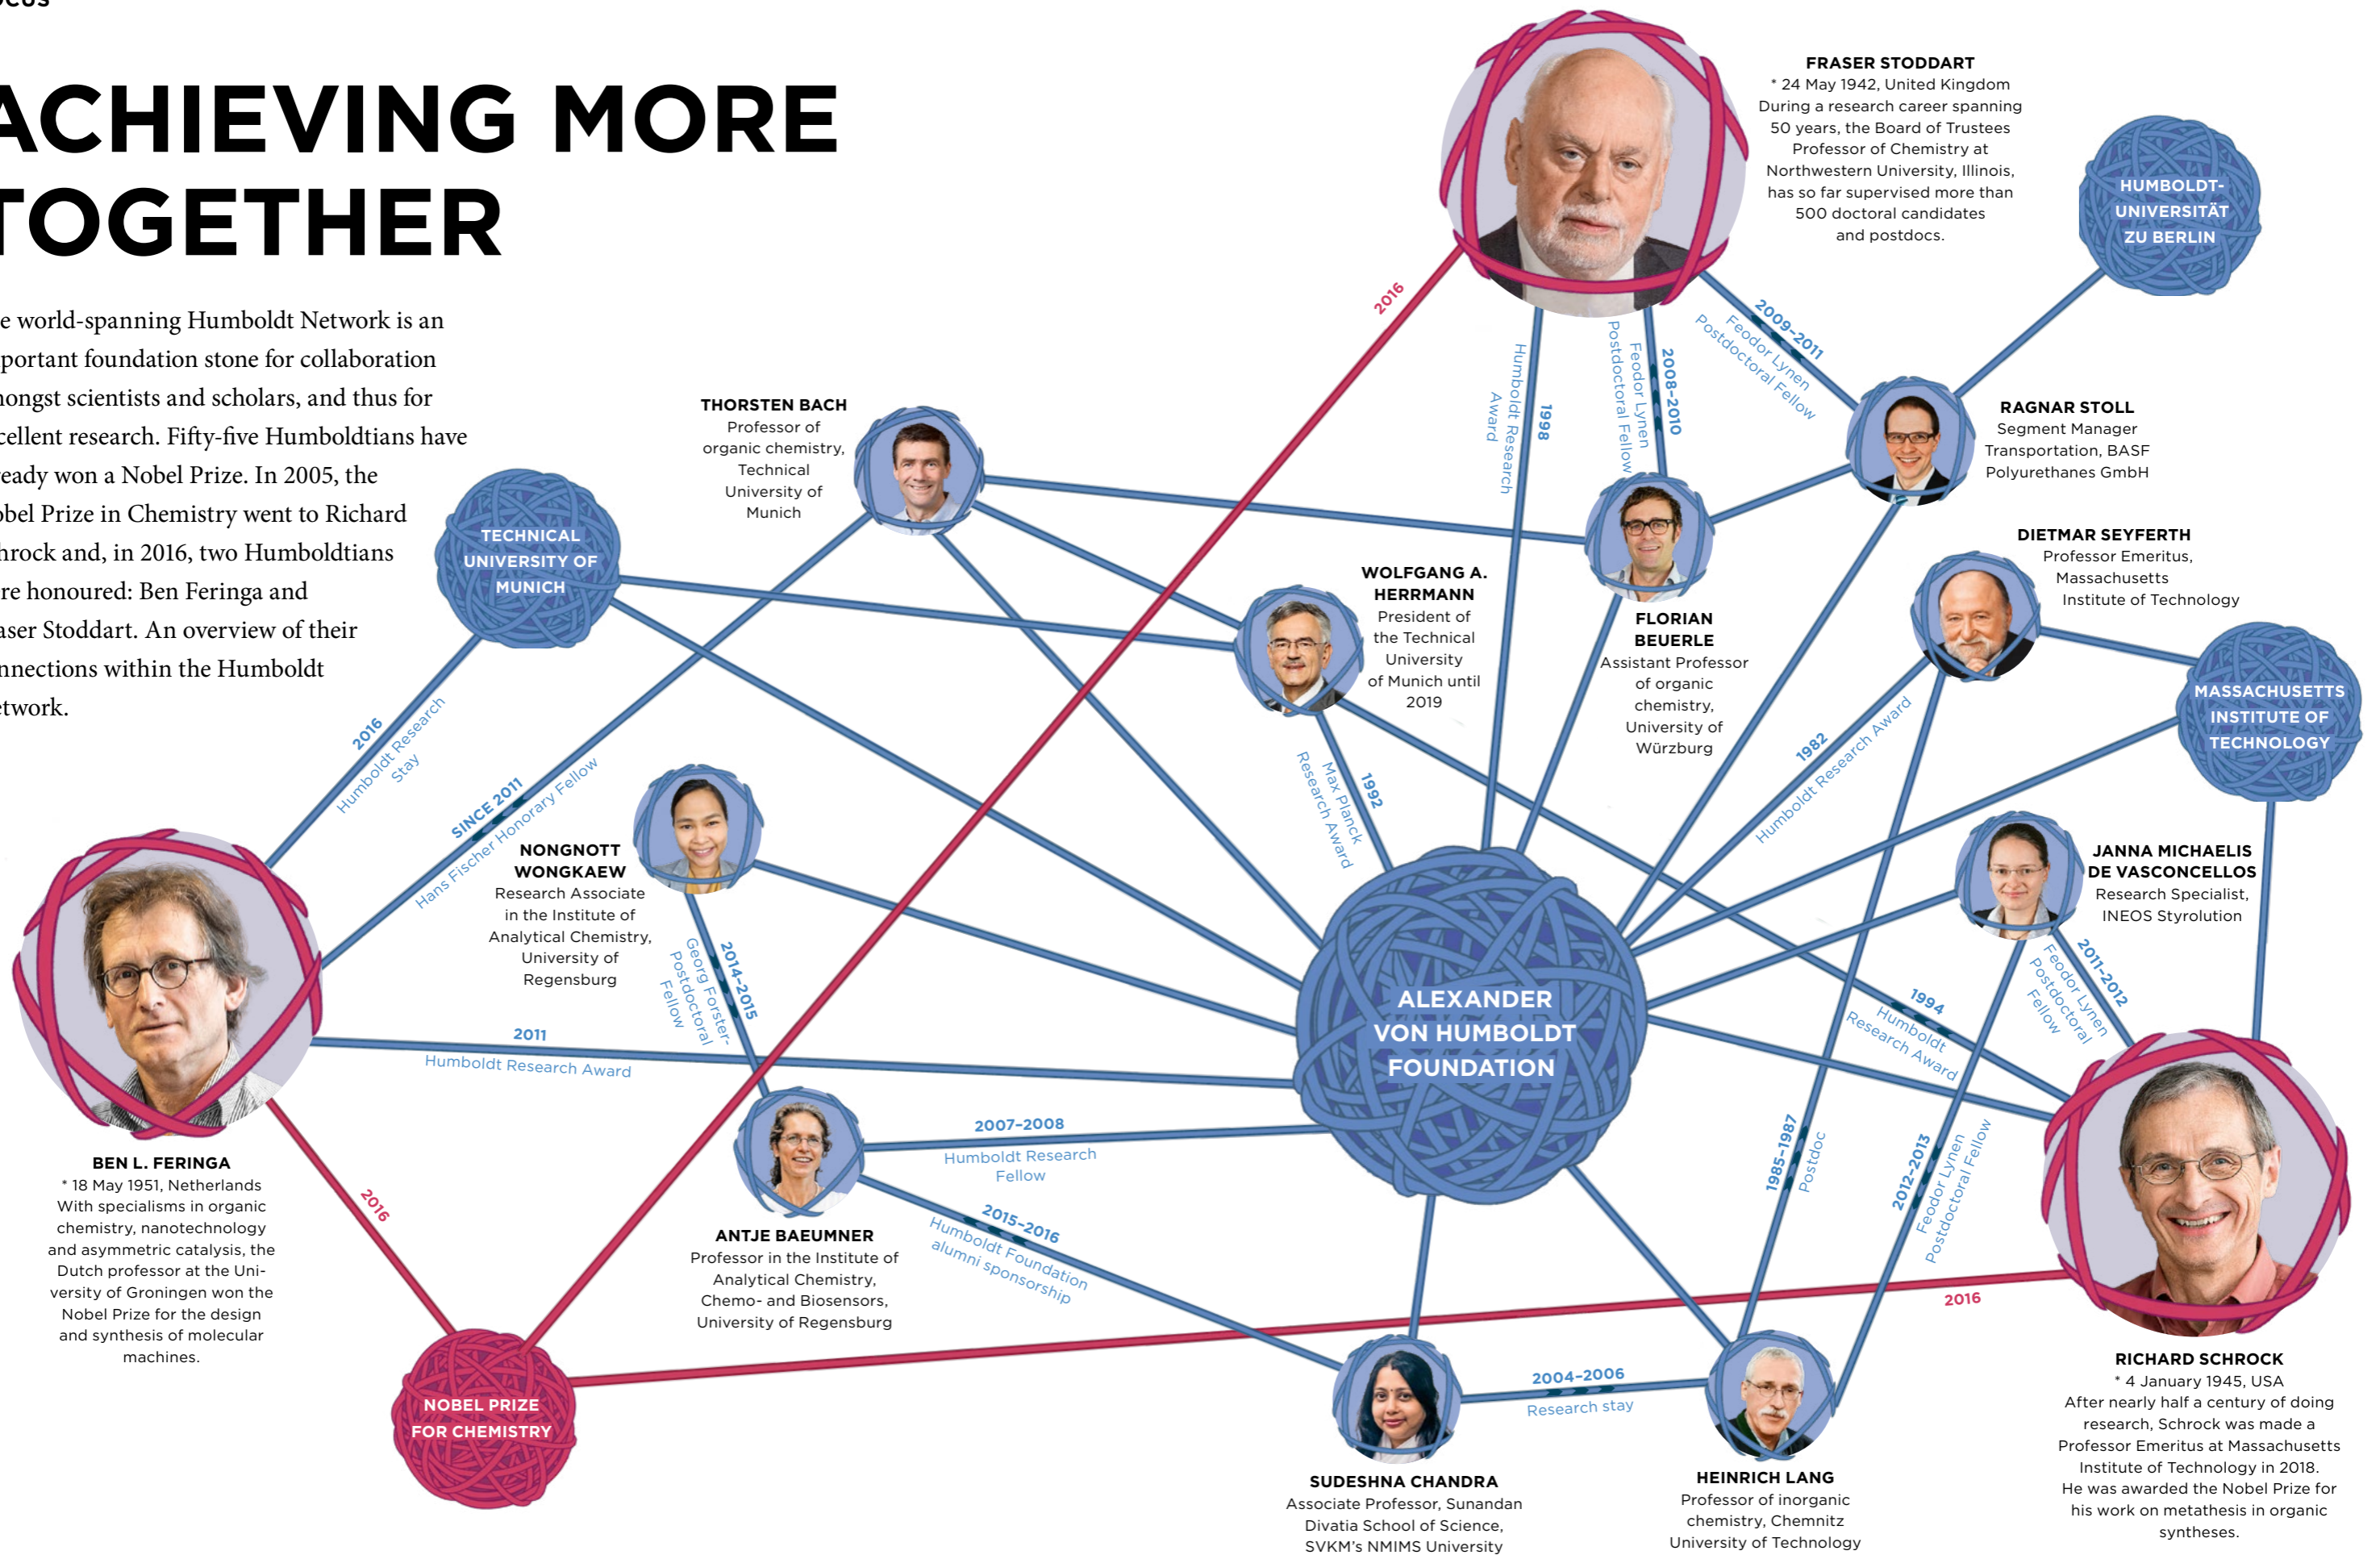 ACHIEVING MORE
TOGETHER
e world-spanning Humboldt Network is an
portant foundation stone for collaboration
ongst scientists and scholars, and thus for
cellent research. Fifty-five Humboldtians have
eady won a Nobel Prize. In 2005, the
bel Prize in Chemistry went to Richard
hrock and, in 2016, two Humboldtians
re honoured: Ben Feringa and
aser Stoddart. An overview of their
nnections within the Humboldt
twork.
FRASER STODDART
* 24 May 1942, United Kingdom
During a research career spanning
50 years, the Board of Trustees
Professor of Chemistry at
Northwestern University, Illinois,
has so far supervised more than
500 doctoral candidates
and postdocs.
HUMBOLDT-
UNIVERSITÄT
ZU BERLIN
2016
1998
Humboldt Research
Award
2008–2010
Feodor Lynen
Postdoctoral Fellow
2009–2011
Feodor Lynen
Postdoctoral Fellow
RAGNAR STOLL
Segment Manager
Transportation, BASF
Polyurethanes GmbH
THORSTEN BACH
Professor of
organic chemistry,
Technical
University of
Munich
TECHNICAL
UNIVERSITY OF
MUNICH
WOLFGANG A.
HERRMANN
President of
the Technical
University
of Munich until
2019
FLORIAN
BEUERLE
Assistant Professor
of organic
chemistry,
University of
Würzburg
DIETMAR SEYFERTH
Professor Emeritus,
Massachusetts
Institute of Technology
MASSACHUSETTS
INSTITUTE OF
TECHNOLOGY
2016
Humboldt Research
Stay
SINCE 2011
Hans Fischer Honorary Fellow
1992
Max Planck
Research Award
1982
Humboldt Research Award
NONGNOTT
WONGKAEW
Research Associate
in the Institute of
Analytical Chemistry,
University of
Regensburg
2014–2015
Georg Forster-
Postdoctoral
Fellow
JANNA MICHAELIS
DE VASCONCELLOS
Research Specialist,
INEOS Styrolution
2011–2012
Feodor Lynen
Postdoctoral
Fellow
1994
Humboldt
Research Award
ALEXANDER
VON HUMBOLDT
FOUNDATION
2011
Humboldt Research Award
2007–2008
Humboldt Research
Fellow
2015–2016
Humboldt Foundation
alumni sponsorship
1985–1987
Postdoc
2012–2013
Feodor Lynen
Postdoctoral Fellow
BEN L. FERINGA
* 18 May 1951, Netherlands
With specialisms in organic
chemistry, nanotechnology
and asymmetric catalysis, the
Dutch professor at the Uni-
versity of Groningen won the
Nobel Prize for the design
and synthesis of molecular
machines.
2016
ANTJE BAEUMNER
Professor in the Institute of
Analytical Chemistry,
Chemo- and Biosensors,
University of Regensburg
2016
NOBEL PRIZE
FOR CHEMISTRY
2004–2006
Research stay
SUDESHNA CHANDRA
Associate Professor, Sunandan
Divatia School of Science,
SVKM's NMIMS University
HEINRICH LANG
Professor of inorganic
chemistry, Chemnitz
University of Technology
RICHARD SCHROCK
* 4 January 1945, USA
After nearly half a century of doing
research, Schrock was made a
Professor Emeritus at Massachusetts
Institute of Technology in 2018.
He was awarded the Nobel Prize for
his work on metathesis in organic
syntheses.